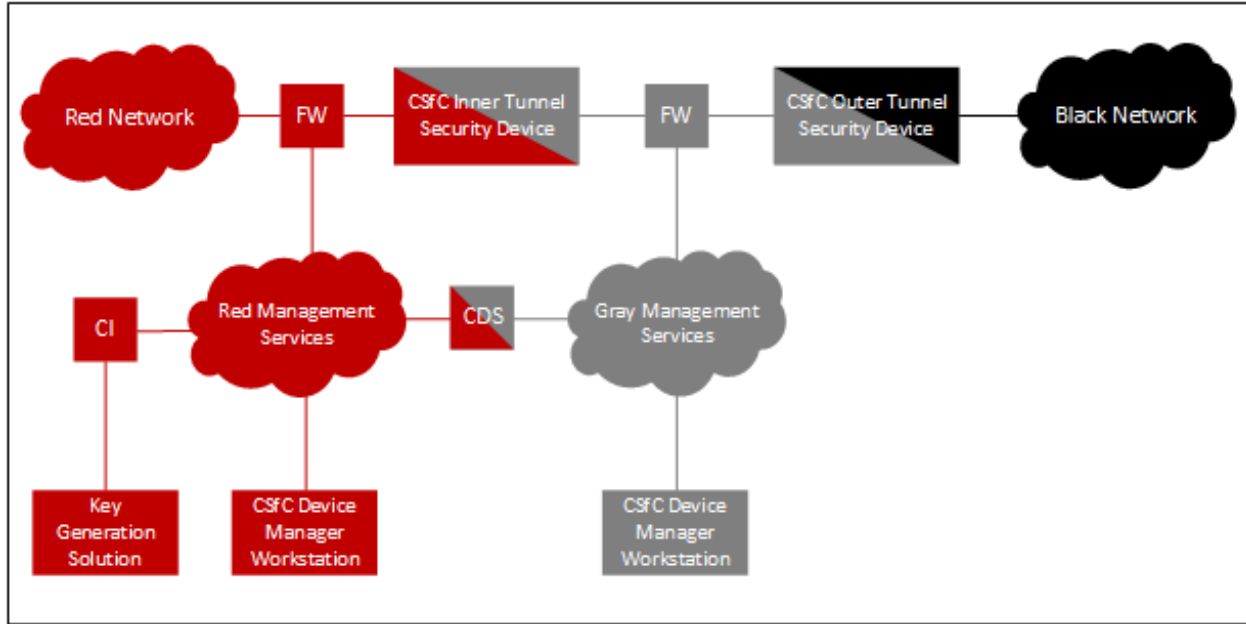 Red Network
FW
CSfC Inner Tunnel
Security Device
FW
CSfC Outer Tunnel
Security Device
Black Network
CI
Red Management
Services
CDS
Gray Management
Services
Key
Generation
Solution
CSfC Device
Manager
Workstation
CSfC Device
Manager
Workstation